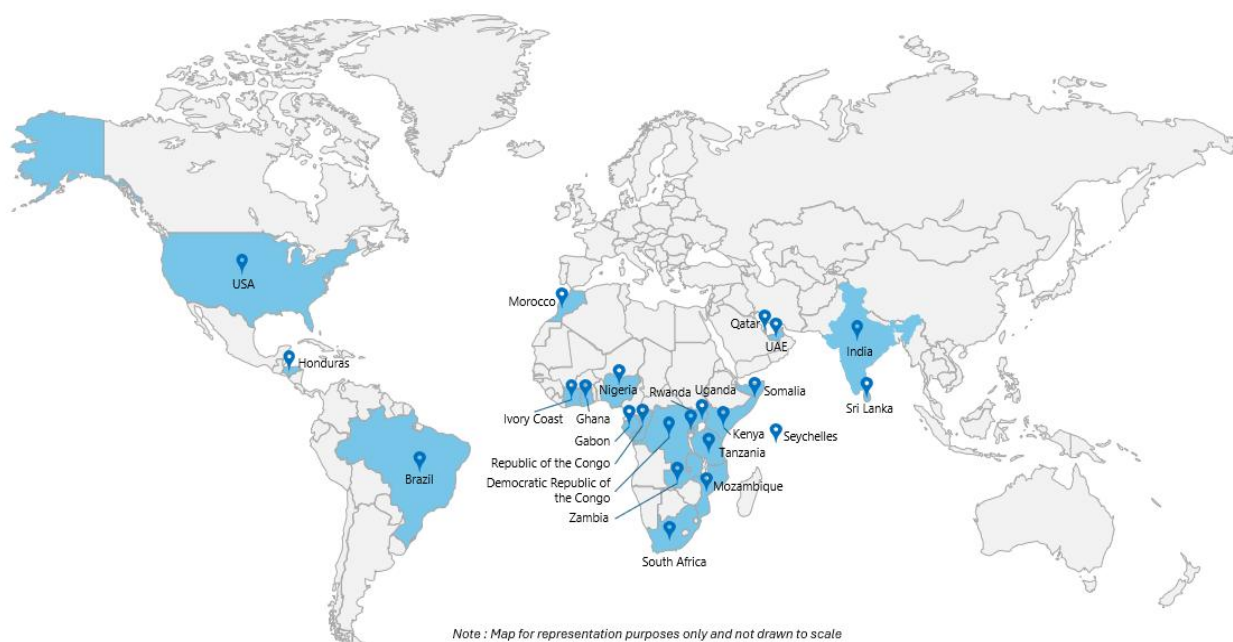 USA
Morocco
Qatar
UAE
India
Honduras
Nigeria
Rwanda
Uganda
Somalia
Sri Lanka
Ivory Coast
Ghana
Gabon
Kenya
Seychelles
Tanzania
Republic of the Congo
Democratic Republic of
the Congo
Brazil
Mozambique
Zambia
South Africa
Note : Map for representation purposes only and not drawn to scale